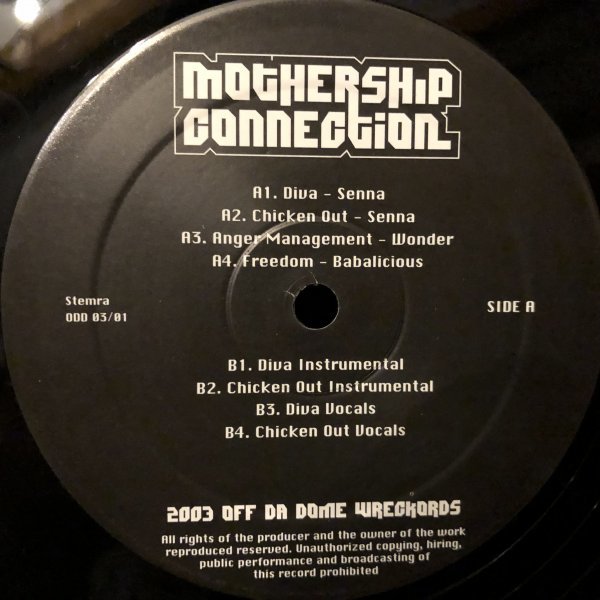 MOTHERSHIP
CONNECTION
A1. Diva - Senna
A2. Chicken Out - Senna
A3. Anger Management - Wonder
A4. Freedom - Babalicious
Stemra
ODD 03/01
SIDE A
B1. Diva Instrumental
B2. Chicken Out Instrumental
B3. Diva Vocals
B4. Chicken Out Vocals
2003 OFF DA DOME WRECKORDS
All rights of the producer and the owner of the work
reproduced reserved. Unauthorized copying, hiring,
public performance and broadcasting of
this record prohibited